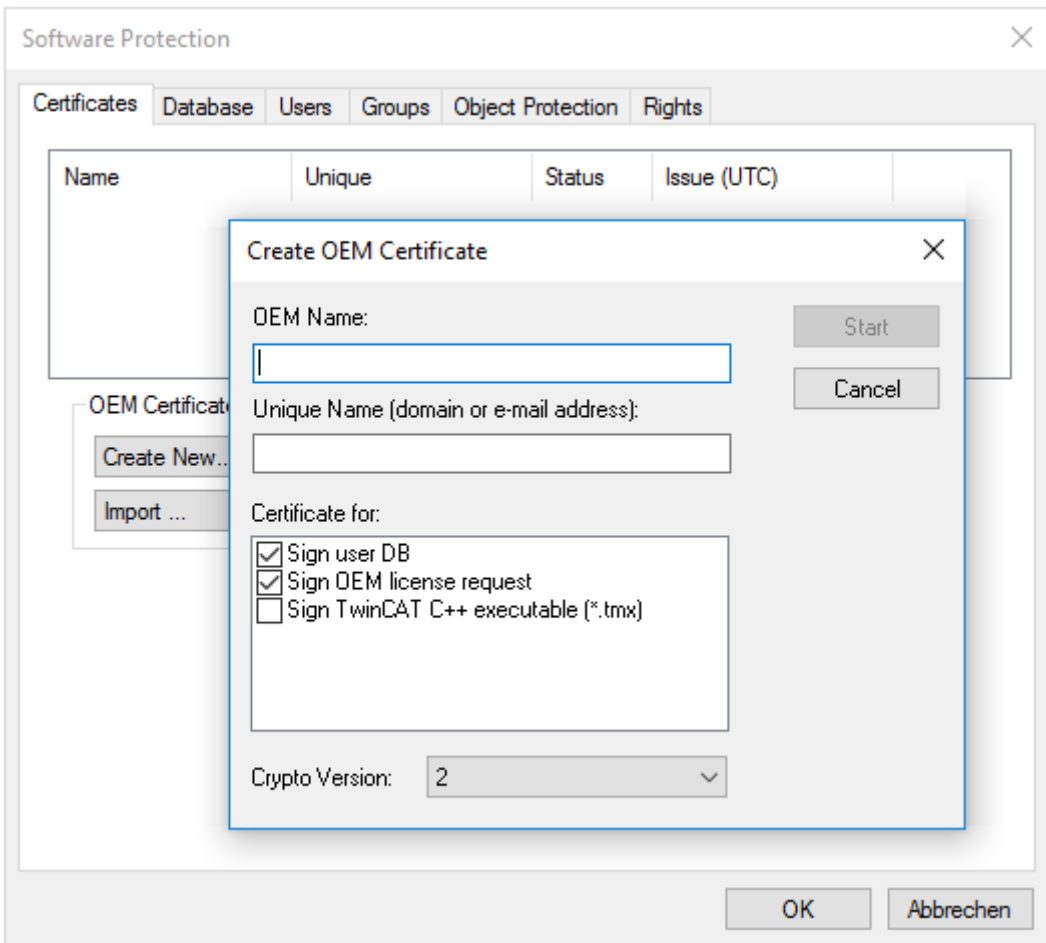 Software Protection
Certificates Database Users Groups Object Protection Rights
Name Unique Status Issue (UTC)
Create OEM Certificate
OEM Name:
Start
Cancel
OEM Certificat
Unique Name (domain or e-mail address):
Create New..
Import ...
Certificate for:
Sign user DB
Sign OEM license request
Sign TwinCAT C++ executable (*.tmx)
Crypto Version: 2
OK Abbrechen